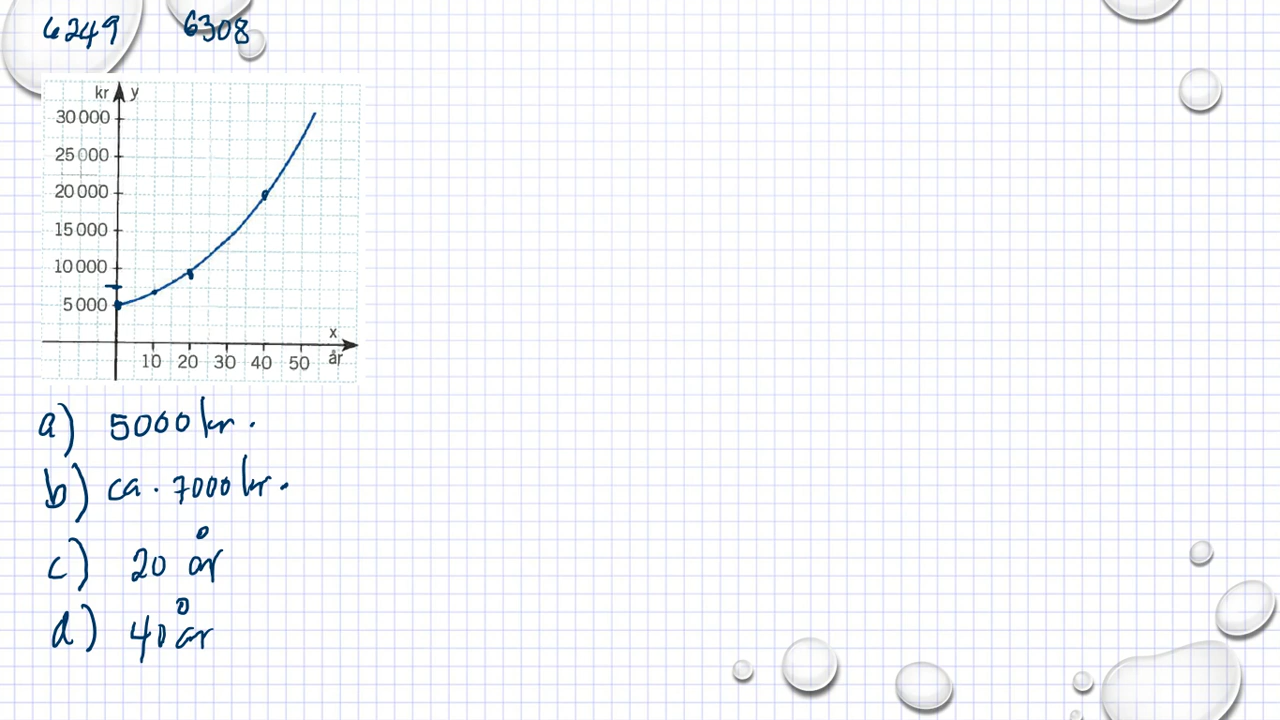 6249 6308
kr y
30 000
25 000
20 000
15 000
10 000
5 000
x
10 20 30 40 50 år
a) 5000 kr.
b) ca. 7000 kr.
c) 20 år
d) 40 år